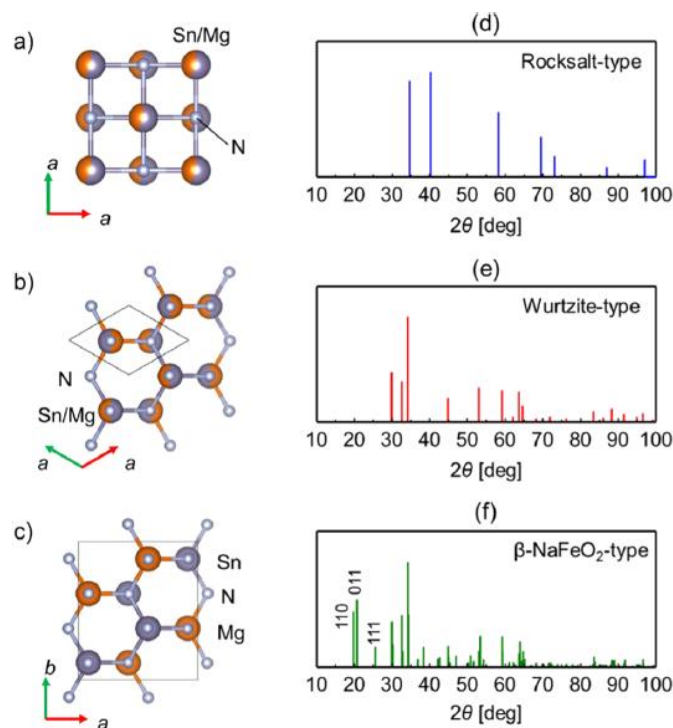 a)
Sn/Mg
N
a
a
(d)
Rocksalt-type
10 20 30 40 50 60 70 80 90 100
2θ [deg]
b)
N
Sn/Mg
a
a
(e)
Wurtzite-type
10 20 30 40 50 60 70 80 90 100
2θ [deg]
c)
Sn
N
Mg
b
a
(f)
β-NaFeO₂-type
110
011
111
10 20 30 40 50 60 70 80 90 100
2θ [deg]